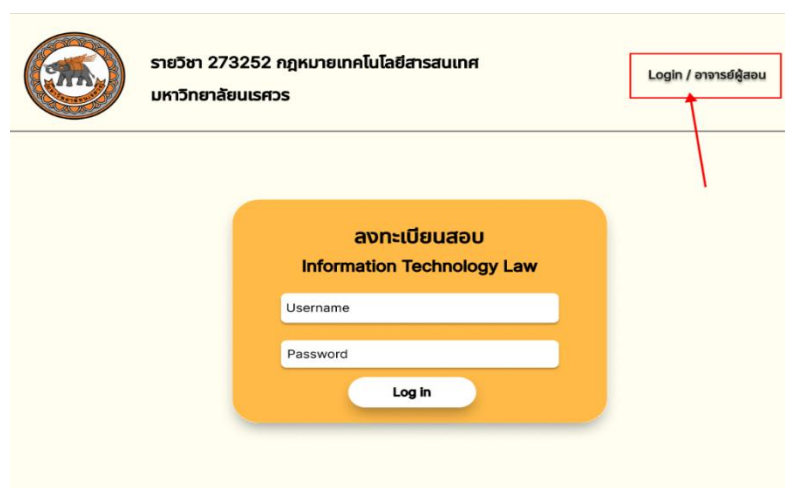 รายวิชา 273252 กฎหมายเทคโนโลยีสารสนเทศ
มหาวิทยาลัยนเรศวร
Login / อาจารย์ผู้สอน
ลงทะเบียนสอบ
Information Technology Law
Username
Password
Log in